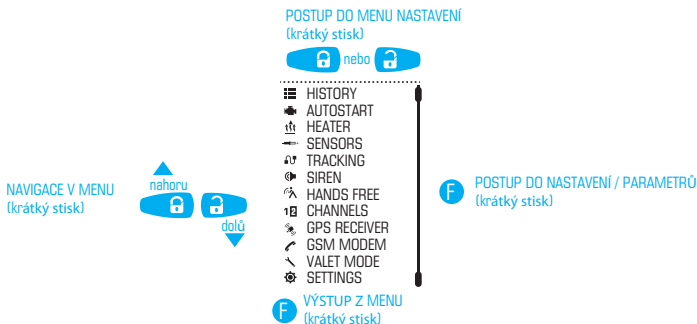 POSTUP DO MENU NASTAVENÍ
(krátký stisk)
nebo
HISTORY
AUTOSTART
HEATER
SENSORS
TRACKING
SIREN
HANDS FREE
12 CHANNELS
GPS RECEIVER
GSM MODEM
VALET MODE
SETTINGS
NAVIGACE V MENU
(krátký stisk)
nahoru
dolů
F POSTUP DO NASTAVENÍ / PARAMETRŮ
(krátký stisk)
F VÝSTUP Z MENU
(krátký stisk)